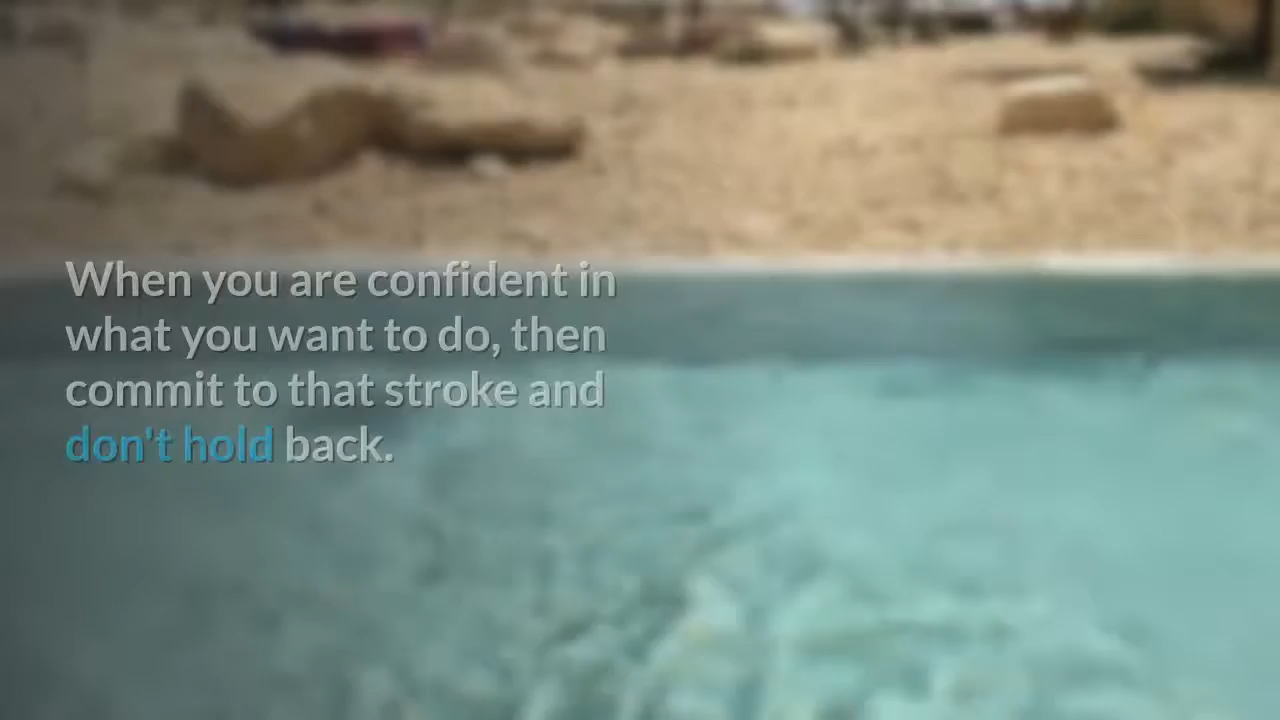 When you are confident in
what you want to do, then
commit to that stroke and
don't hold back.